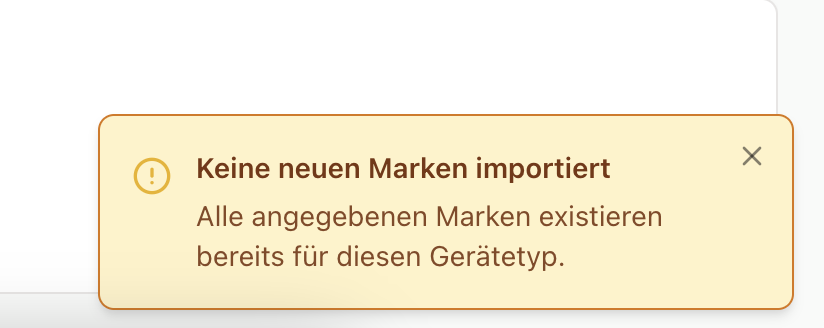 Keine neuen Marken importiert
Alle angegebenen Marken existieren
bereits für diesen Gerätetyp.